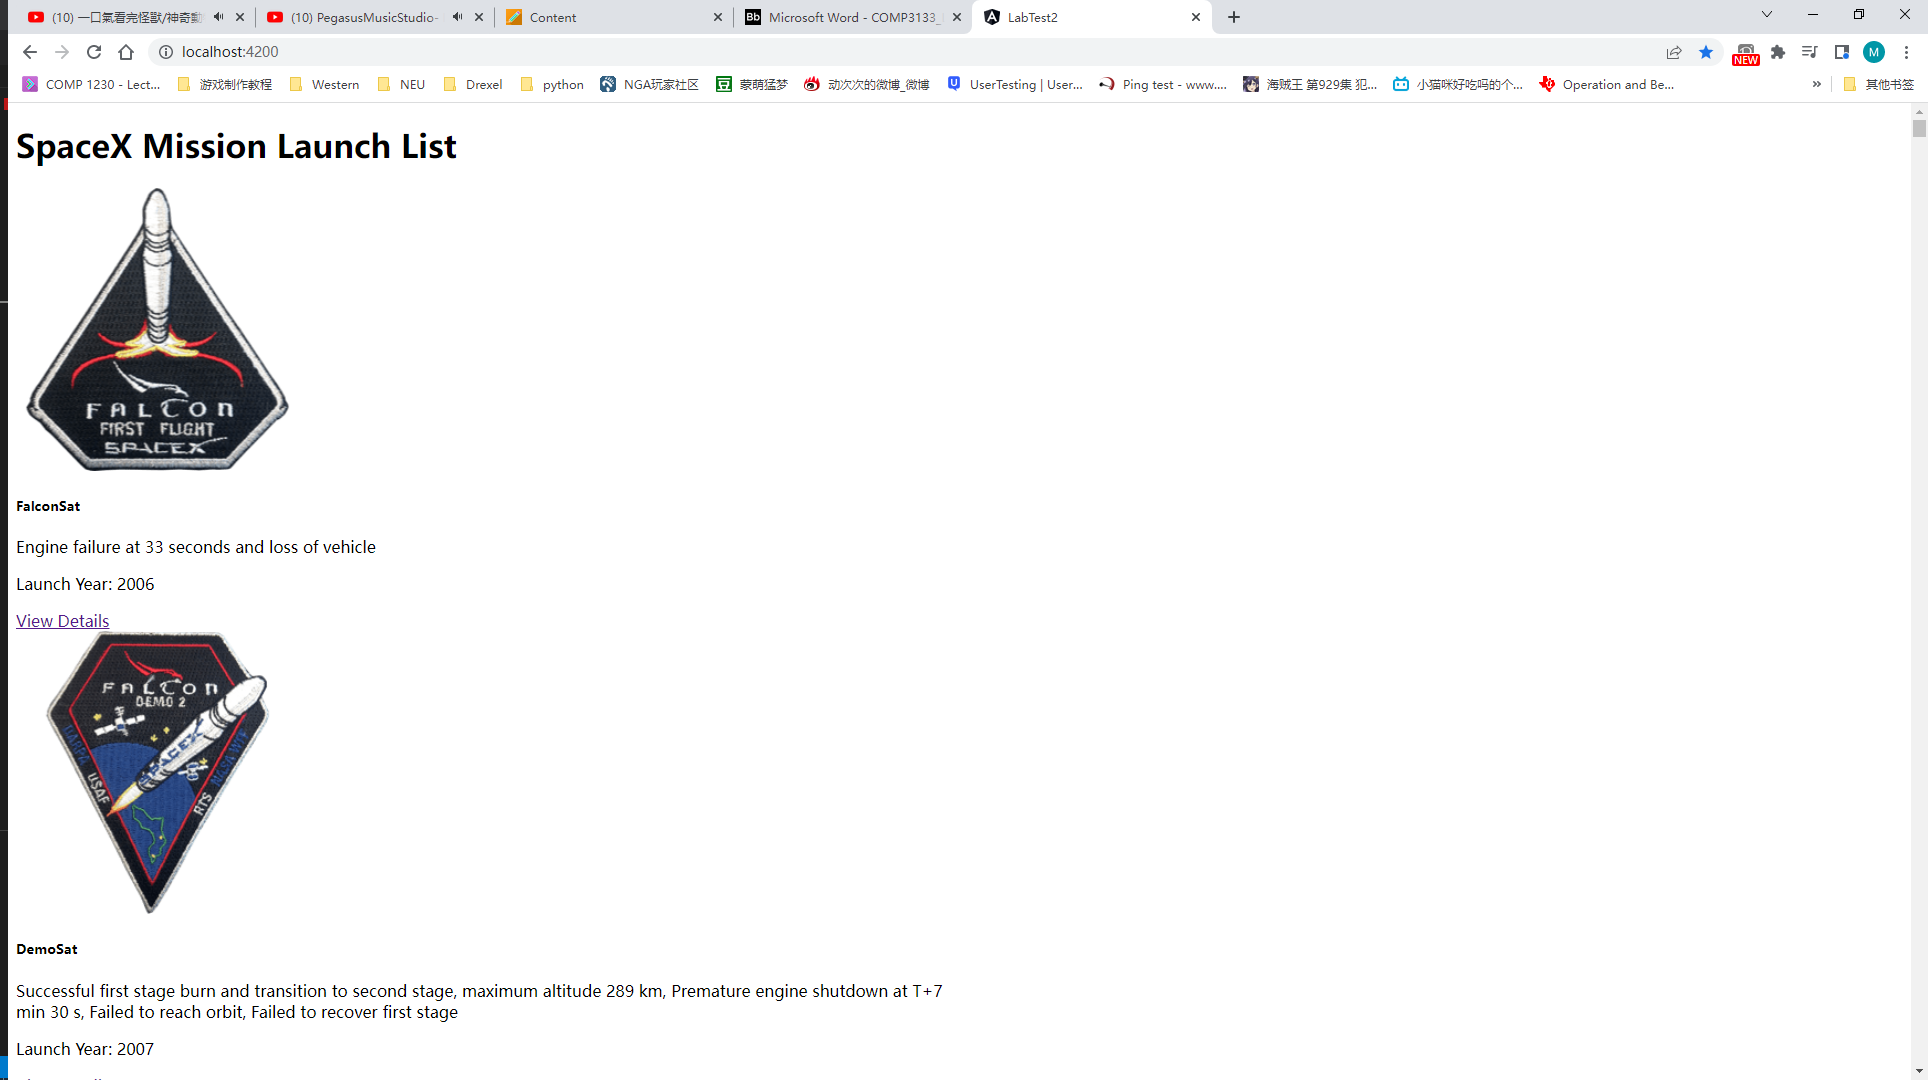 (10) 一口氣看完怪獸/神奇動
(10) PegasusMusicStudio-
Content
Bb Microsoft Word - COMP3133_
LabTest2
localhost:4200
NEW
M
COMP 1230 - Lect...
游戏制作教程
Western
NEU
Drexel
python
NGA玩家社区
豆 蒙萌猛梦
动次次的微博_微博
U UserTesting | User...
Ping test - www....
海贼王 第929集 犯...
小猫咪好吃吗的个...
Operation and Be...
»
其他书签
SpaceX Mission Launch List
FALCON
FIRST FLIGHT
SPACEX
FalconSat
Engine failure at 33 seconds and loss of vehicle
Launch Year: 2006
View Details
FALCON
DEMO 2
DARPA
USAF
SPACEX
RTS
NASA WFF
DemoSat
Successful first stage burn and transition to second stage, maximum altitude 289 km, Premature engine shutdown at T+7
min 30 s, Failed to reach orbit, Failed to recover first stage
Launch Year: 2007